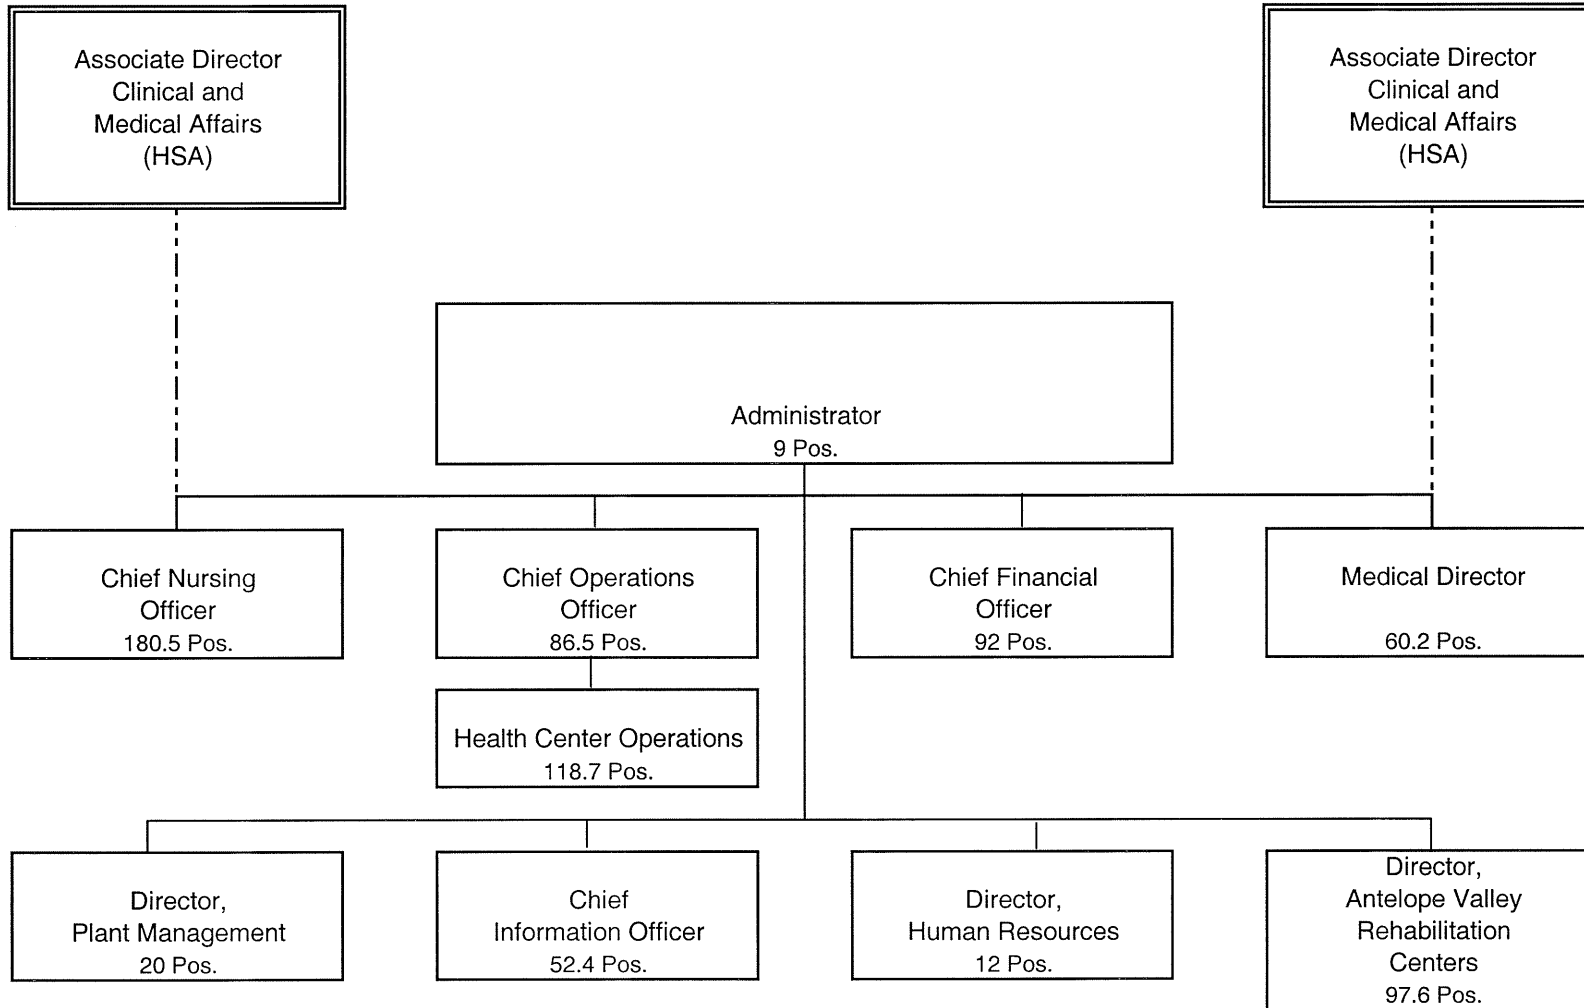 Associate Director
Clinical and
Medical Affairs
(HSA)
Associate Director
Clinical and
Medical Affairs
(HSA)
Administrator
9 Pos.
Chief Nursing
Officer
180.5 Pos.
Chief Operations
Officer
86.5 Pos.
Chief Financial
Officer
92 Pos.
Medical Director
60.2 Pos.
Health Center Operations
118.7 Pos.
Director,
Plant Management
20 Pos.
Chief
Information Officer
52.4 Pos.
Director,
Human Resources
12 Pos.
Director,
Antelope Valley
Rehabilitation
Centers
97.6 Pos.